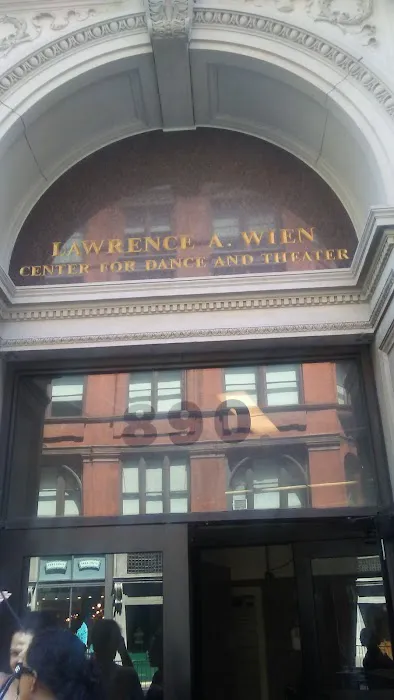 LAWRENCE A. WIEN
CENTER FOR DANCE AND THEATER
890